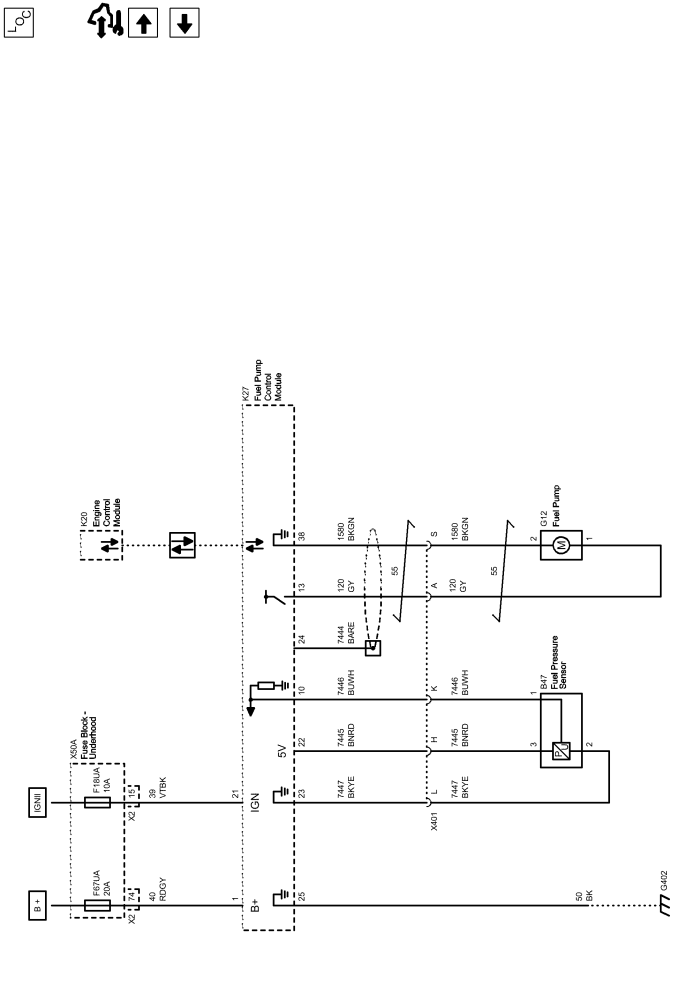 LOC
K27
Fuel Pump
Control
Module
K20
Engine
Control
Module
38
1580
BKGN
S
1580
BKGN
2
G12
Fuel Pump
M
1
13
120
GY
55
A
120
GY
55
24
7444
BARE
10
7446
BUWH
K
7446
BUWH
1
B47
Fuel Pressure
Sensor
5V
22
7445
BNRD
H
7445
BNRD
3
P
U
2
X50A
Fuse Block -
Underhood
IGNII
F18UA
10A
15
X2
39
VTBK
21
IGN
23
7447
BKYE
L
X401
7447
BKYE
B +
F67UA
20A
74
X2
40
RDGY
1
B+
25
50
BK
G402